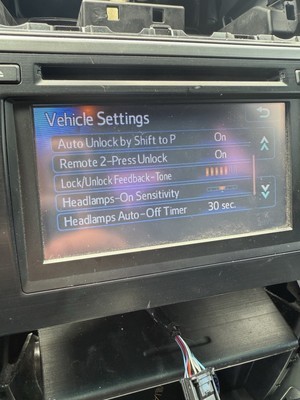 Vehicle Settings
Auto Unlock by Shift to P On
Remote 2-Press Unlock On
Lock/Unlock Feedback-Tone
Headlamps-On Sensitivity
Headlamps Auto-Off Timer 30 sec.